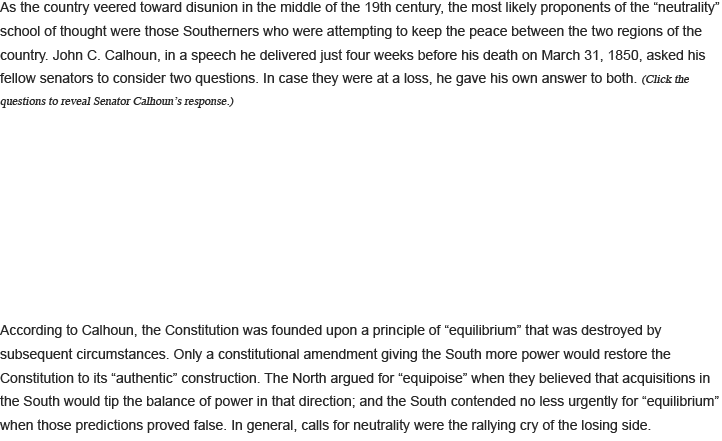 As the country veered toward disunion in the middle of the 19th century, the most likely proponents of the “neutrality”
school of thought were those Southerners who were attempting to keep the peace between the two regions of the
country. John C. Calhoun, in a speech he delivered just four weeks before his death on March 31, 1850, asked his
fellow senators to consider two questions. In case they were at a loss, he gave his own answer to both. (Click the
questions to reveal Senator Calhoun’s response.)
According to Calhoun, the Constitution was founded upon a principle of “equilibrium” that was destroyed by
subsequent circumstances. Only a constitutional amendment giving the South more power would restore the
Constitution to its “authentic” construction. The North argued for “equipoise” when they believed that acquisitions in
the South would tip the balance of power in that direction; and the South contended no less urgently for “equilibrium”
when those predictions proved false. In general, calls for neutrality were the rallying cry of the losing side.